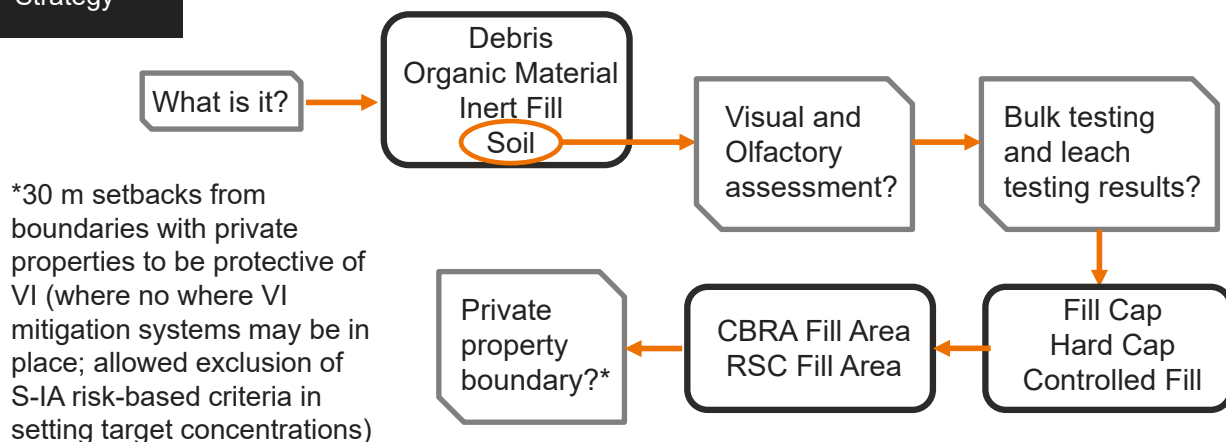 Strategy
What is it?
Debris
Organic Material
Inert Fill
Soil
Visual and
Olfactory
assessment?
Bulk testing
and leach
testing results?
*30 m setbacks from
boundaries with private
properties to be protective of
VI (where no where VI
mitigation systems may be in
place; allowed exclusion of
S-IA risk-based criteria in
setting target concentrations)
Private
property
boundary?*
CBRA Fill Area
RSC Fill Area
Fill Cap
Hard Cap
Controlled Fill